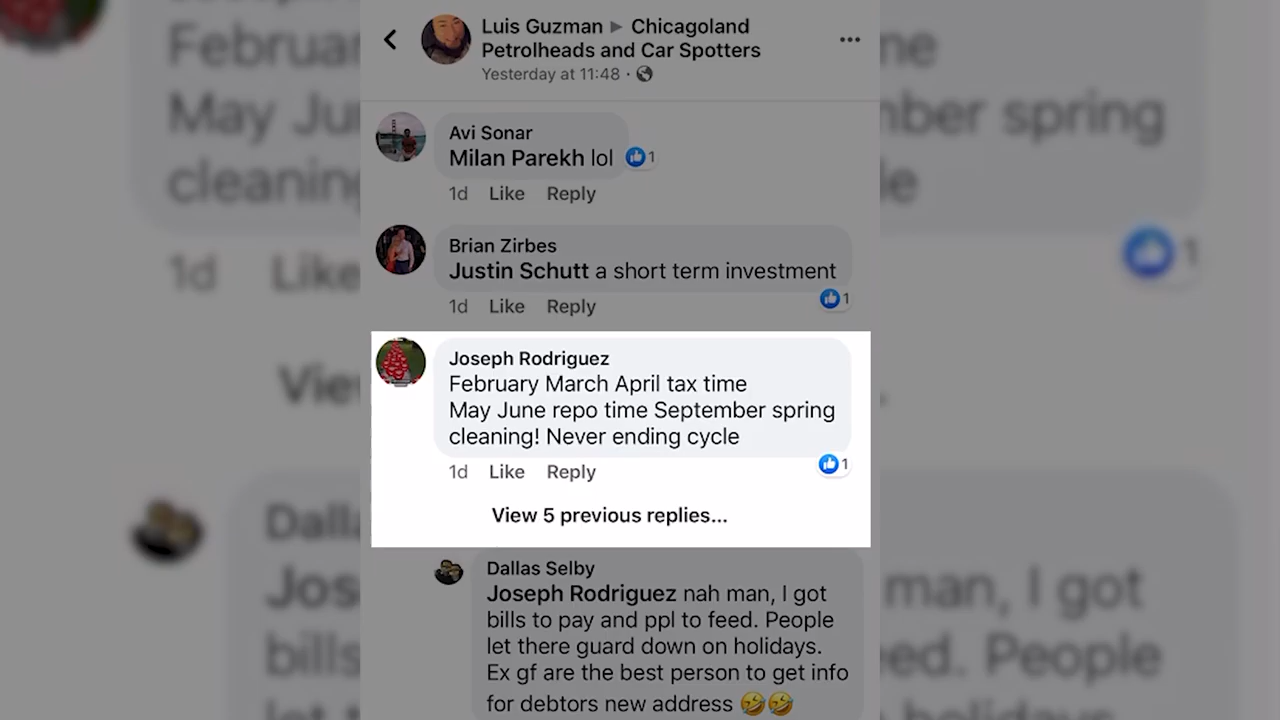 Luis Guzman ▶ Chicagoland
Petrolheads and Car Spotters
Yesterday at 11:48 ·
Avi Sonar
Milan Parekh lol 1
1d Like Reply
Brian Zirbes
Justin Schutt a short term investment
1d Like Reply 1
Joseph Rodriguez
February March April tax time
May June repo time September spring
cleaning! Never ending cycle
1d Like Reply 1
View 5 previous replies...
Dallas Selby
Joseph Rodriguez nah man, I got
bills to pay and ppl to feed. People
let there guard down on holidays.
Ex gf are the best person to get info
for debtors new address 🤣🤣